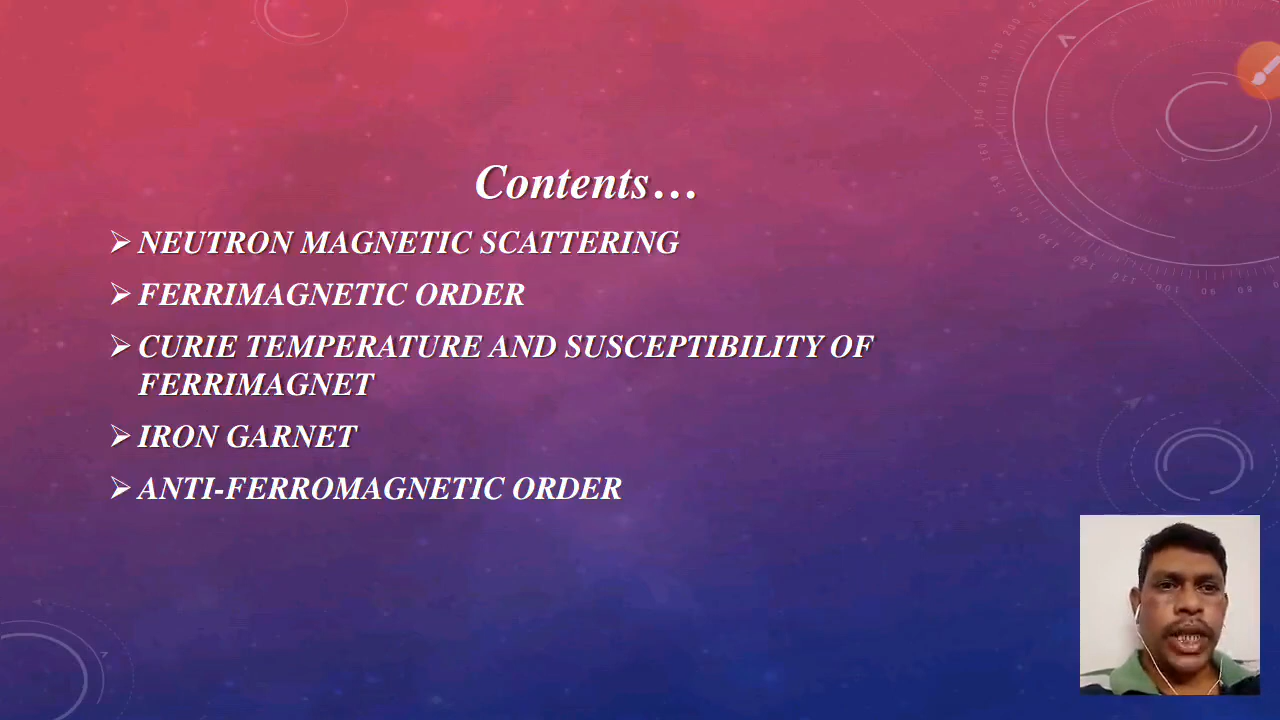 Contents...
➢ NEUTRON MAGNETIC SCATTERING
➢ FERRIMAGNETIC ORDER
➢ CURIE TEMPERATURE AND SUSCEPTIBILITY OF
FERRIMAGNET
➢ IRON GARNET
➢ ANTI-FERROMAGNETIC ORDER